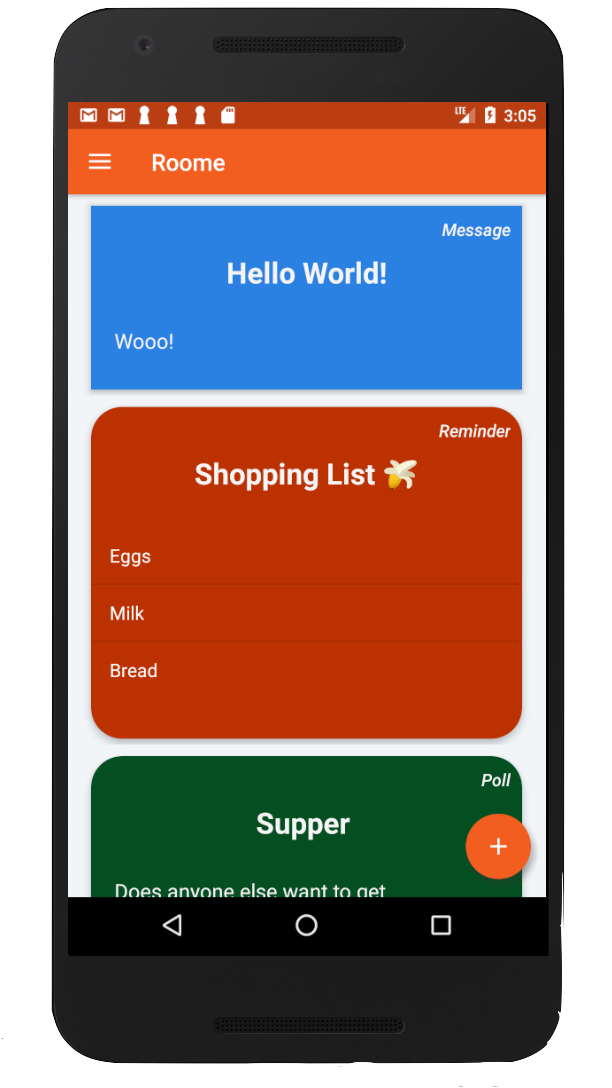 LTE 3:05
Roome
Message
Hello World!
Wooo!
Reminder
Shopping List 🍌
Eggs
Milk
Bread
Poll
Supper
+
Does anyone else want to get